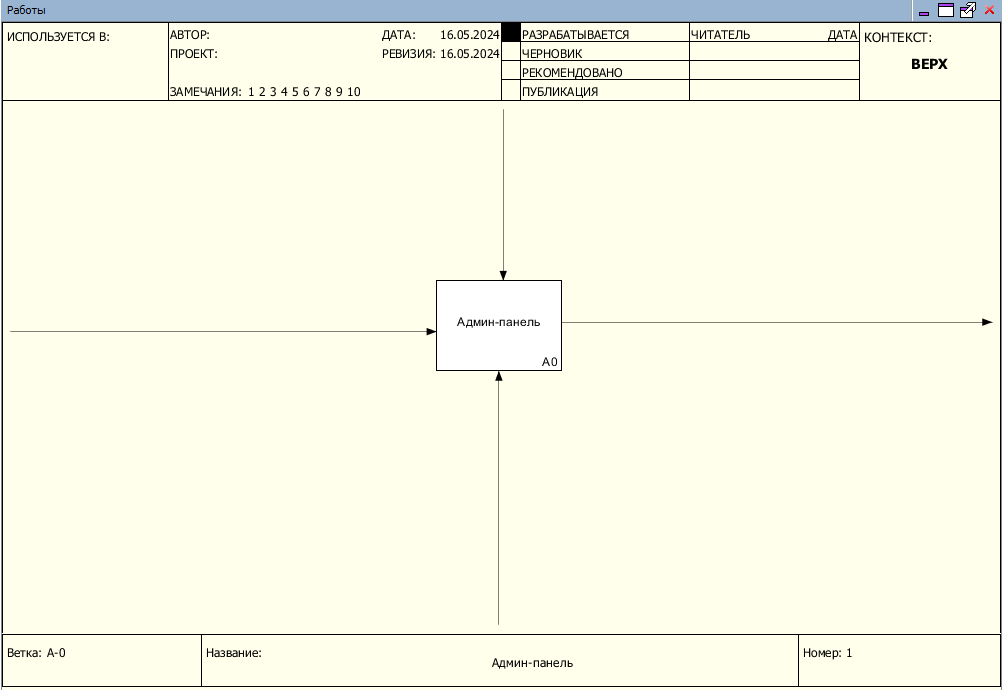 Работы
ИСПОЛЬЗУЕТСЯ В:
АВТОР:
ДАТА: 16.05.2024
ПРОЕКТ:
РЕВИЗИЯ: 16.05.2024
ЗАМЕЧАНИЯ: 1 2 3 4 5 6 7 8 9 10
РАЗРАБАТЫВАЕТСЯ
ЧЕРНОВИК
РЕКОМЕНДОВАНО
ПУБЛИКАЦИЯ
ЧИТАТЕЛЬ
ДАТА
КОНТЕКСТ:
ВЕРХ
Админ-панель
A0
Ветка: A-0
Название:
Админ-панель
Номер: 1